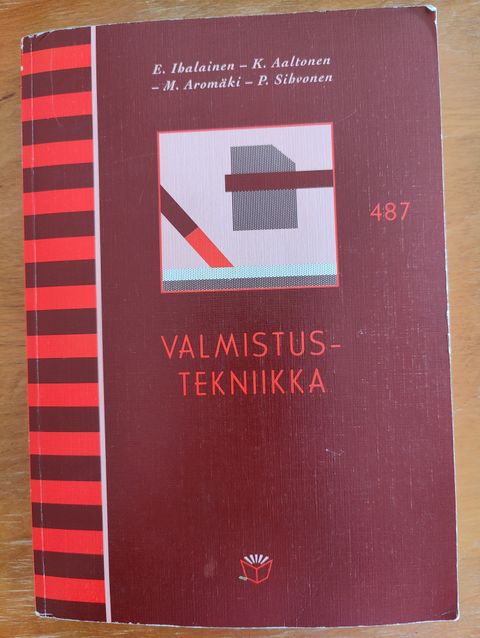 E. Ihalainen – K. Aaltonen
– M. Aromäki – P. Sihvonen
487
VALMISTUS-
TEKNIIKKA